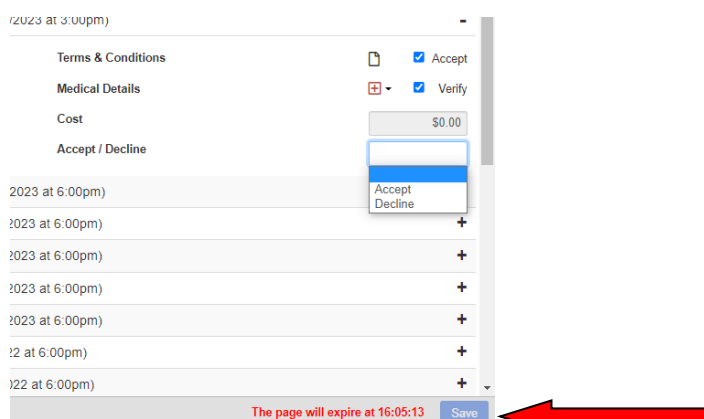 /2023 at 3:00pm) -
Terms & Conditions Accept
Medical Details Verify
Cost $0.00
Accept / Decline
Accept
Decline
2023 at 6:00pm)
2023 at 6:00pm) +
2023 at 6:00pm) +
2023 at 6:00pm) +
2023 at 6:00pm) +
22 at 6:00pm) +
022 at 6:00pm) +
The page will expire at 16:05:13 Save